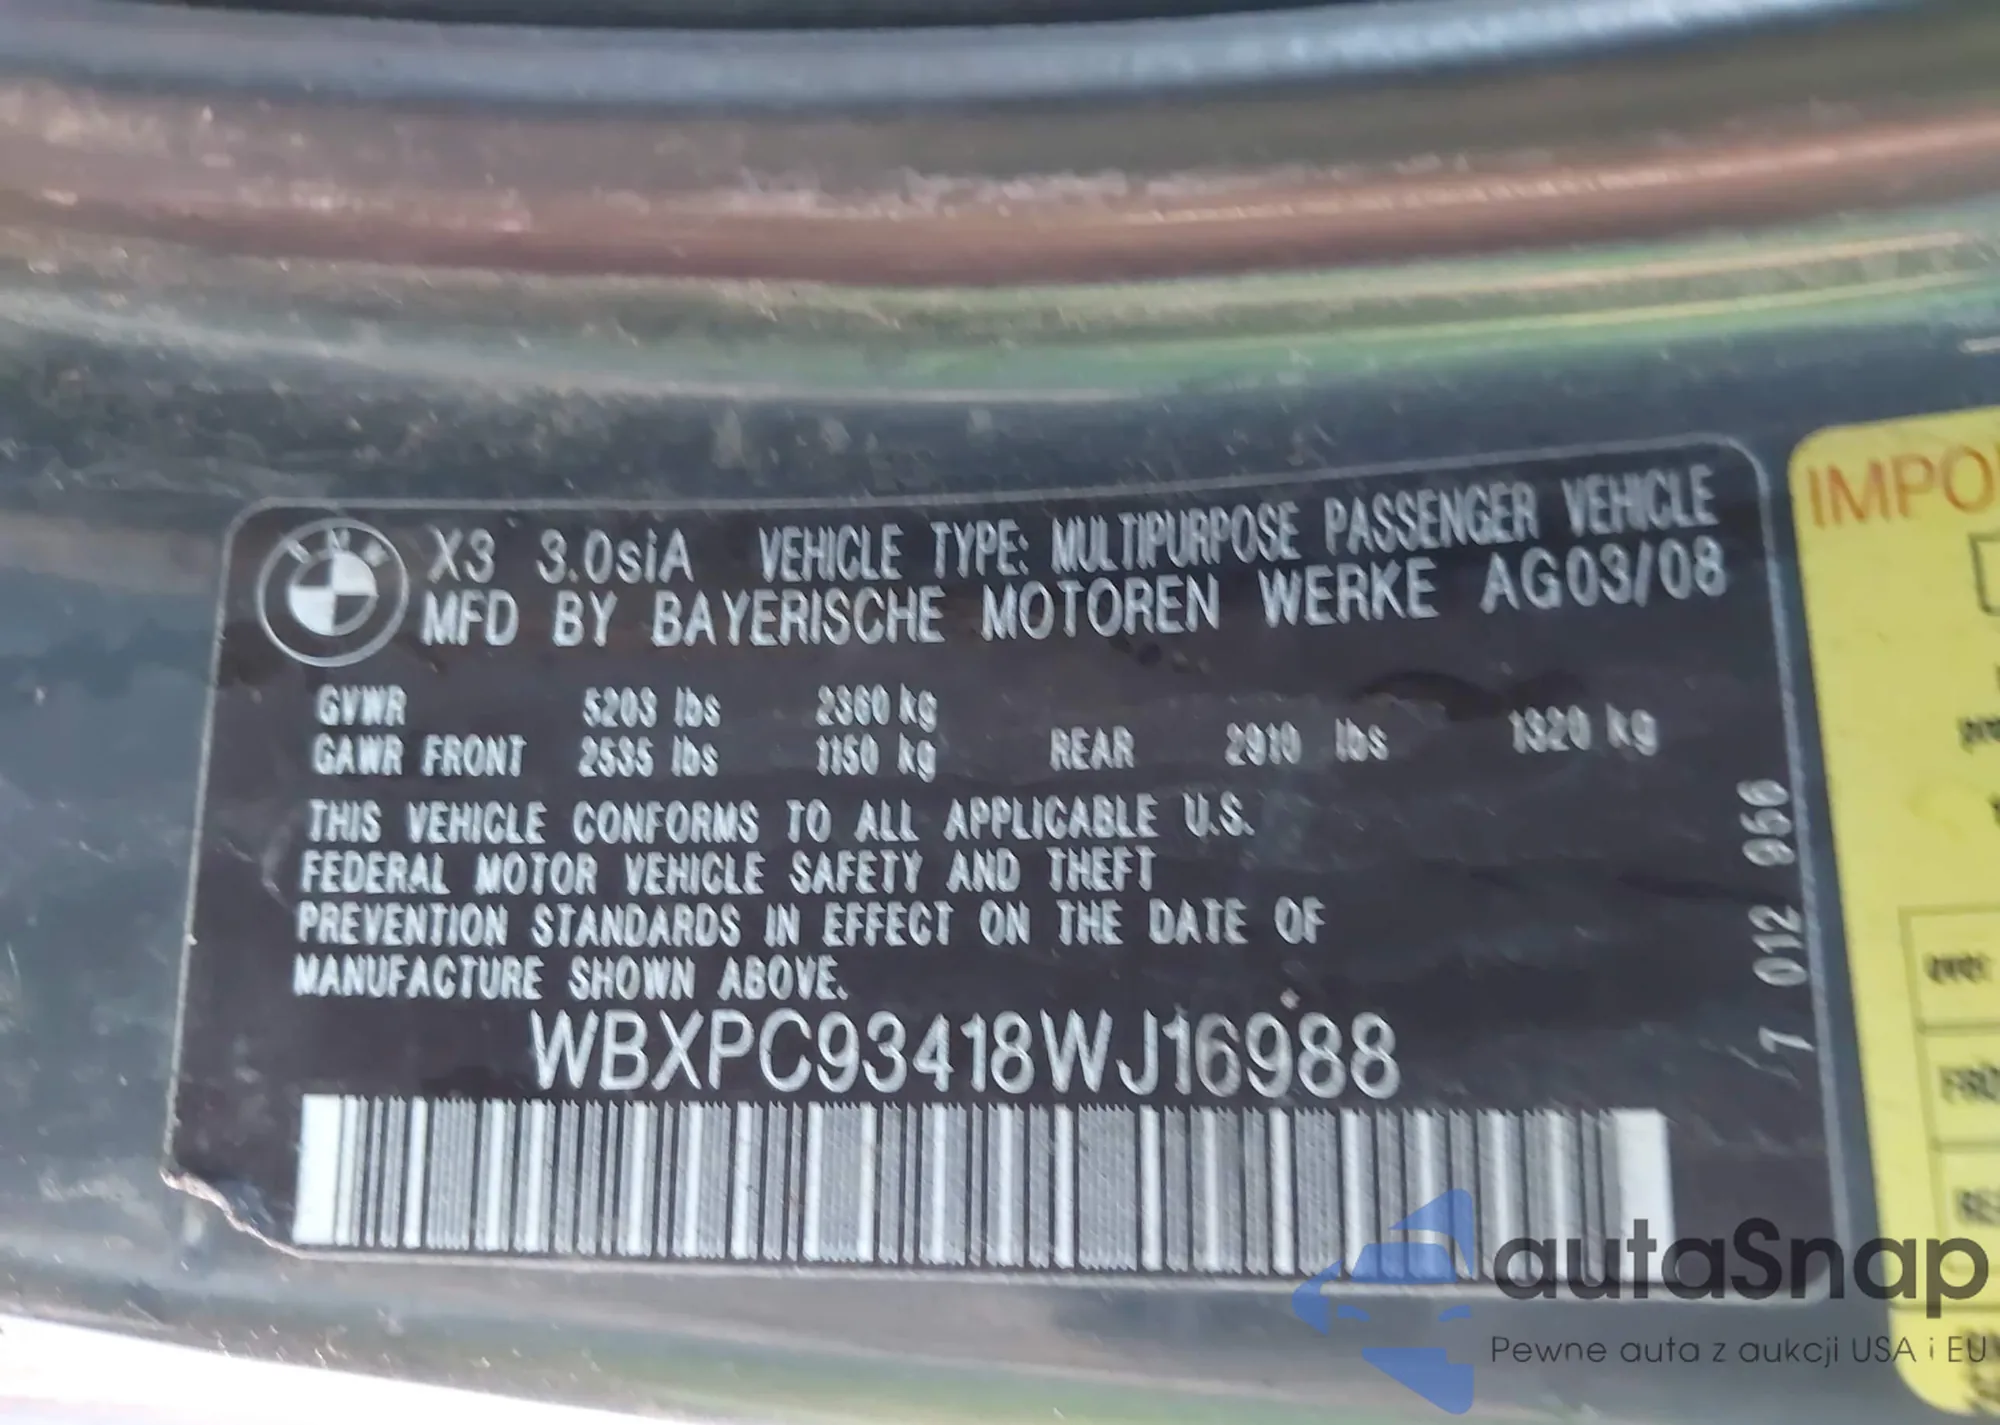 BMW X3 3.0siA VEHICLE TYPE: MULTIPURPOSE PASSENGER VEHICLE
MFD BY BAYERISCHE MOTOREN WERKE AG03/08
GVWR 5203 lbs 2360 kg
GAWR FRONT 2535 lbs 1150 kg REAR 2910 lbs 1320 kg
THIS VEHICLE CONFORMS TO ALL APPLICABLE U.S.
FEDERAL MOTOR VEHICLE SAFETY AND THEFT
PREVENTION STANDARDS IN EFFECT ON THE DATE OF
MANUFACTURE SHOWN ABOVE.
WBXPC93418WJ16988
7 012 956
IMPO
autaSnap
Pewne auta z aukcji USA i EU